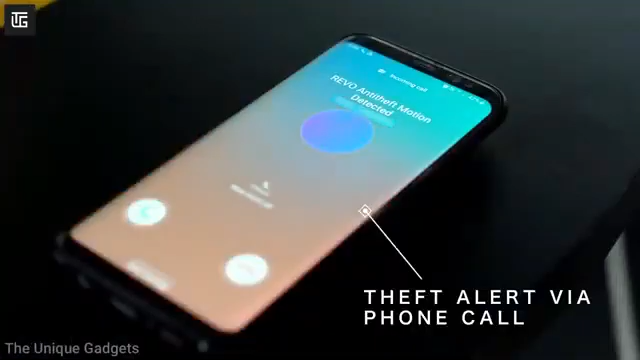 UG
Incoming call
REVO Antitheft Motion
Detected
THEFT ALERT VIA
PHONE CALL
The Unique Gadgets